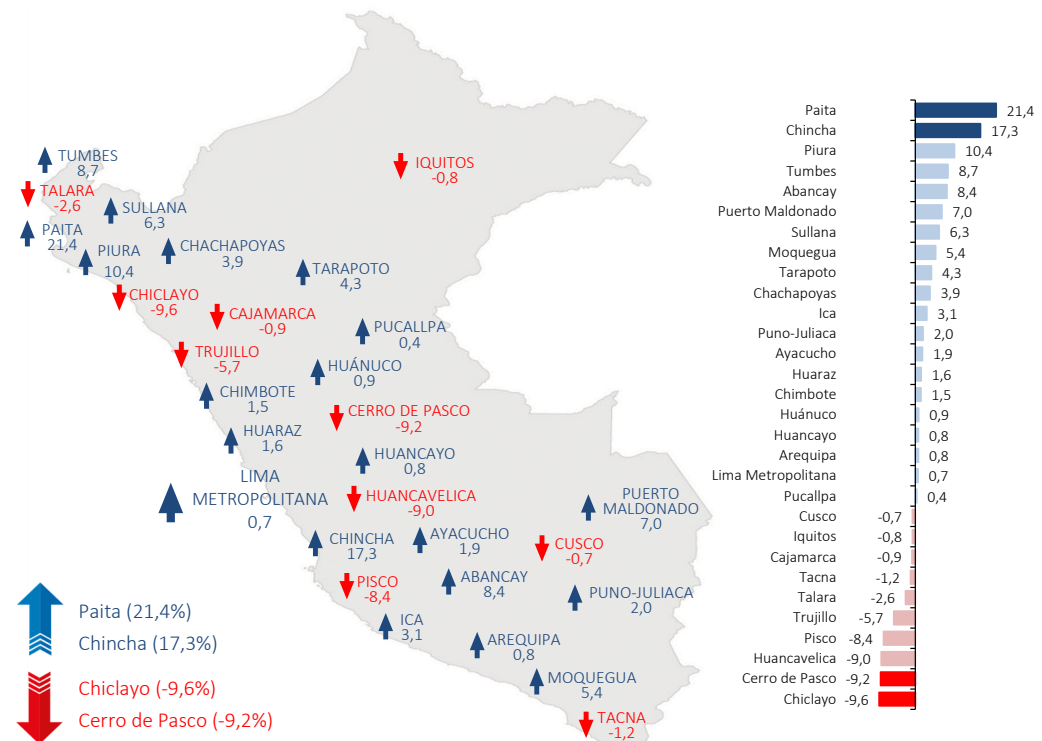 TUMBES
8,7
TALARA
-2,6
SULLANA
6,3
PAITA
21,4
PIURA
10,4
CHACHAPOYAS
3,9
IQUITOS
-0,8
TARAPOTO
4,3
CHICLAYO
-9,6
CAJAMARCA
-0,9
PUCALLPA
0,4
TRUJILLO
-5,7
HUÁNUCO
0,9
CHIMBOTE
1,5
CERRO DE PASCO
-9,2
HUARAZ
1,6
HUANCAYO
0,8
LIMA
METROPOLITANA
0,7
HUANCAVELICA
-9,0
PUERTO
MALDONADO
7,0
CHINCHA
17,3
AYACUCHO
1,9
CUSCO
-0,7
PISCO
-8,4
ABANCAY
8,4
PUNO-JULIACA
2,0
ICA
3,1
AREQUIPA
0,8
MOQUEGUA
5,4
TACNA
-1,2
Paita (21,4%)
Chincha (17,3%)
Chiclayo (-9,6%)
Cerro de Pasco (-9,2%)
Paita 21,4
Chincha 17,3
Piura 10,4
Tumbes 8,7
Abancay 8,4
Puerto Maldonado 7,0
Sullana 6,3
Moquegua 5,4
Tarapoto 4,3
Chachapoyas 3,9
Ica 3,1
Puno-Juliaca 2,0
Ayacucho 1,9
Huaraz 1,6
Chimbote 1,5
Huánuco 0,9
Huancayo 0,8
Arequipa 0,8
Lima Metropolitana 0,7
Pucallpa 0,4
Cusco -0,7
Iquitos -0,8
Cajamarca -0,9
Tacna -1,2
Talara -2,6
Trujillo -5,7
Pisco -8,4
Huancavelica -9,0
Cerro de Pasco -9,2
Chiclayo -9,6